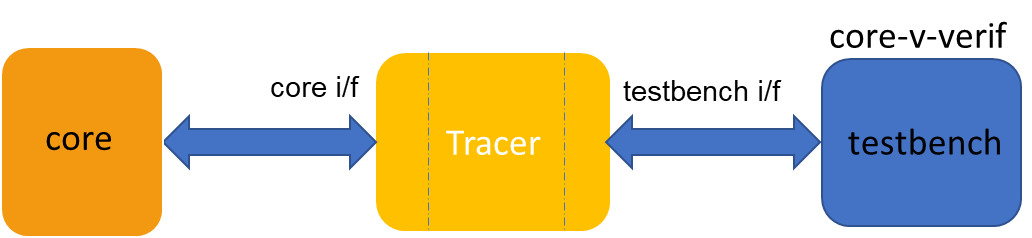 core-v-verif
core i/f
testbench i/f
core
Tracer
testbench